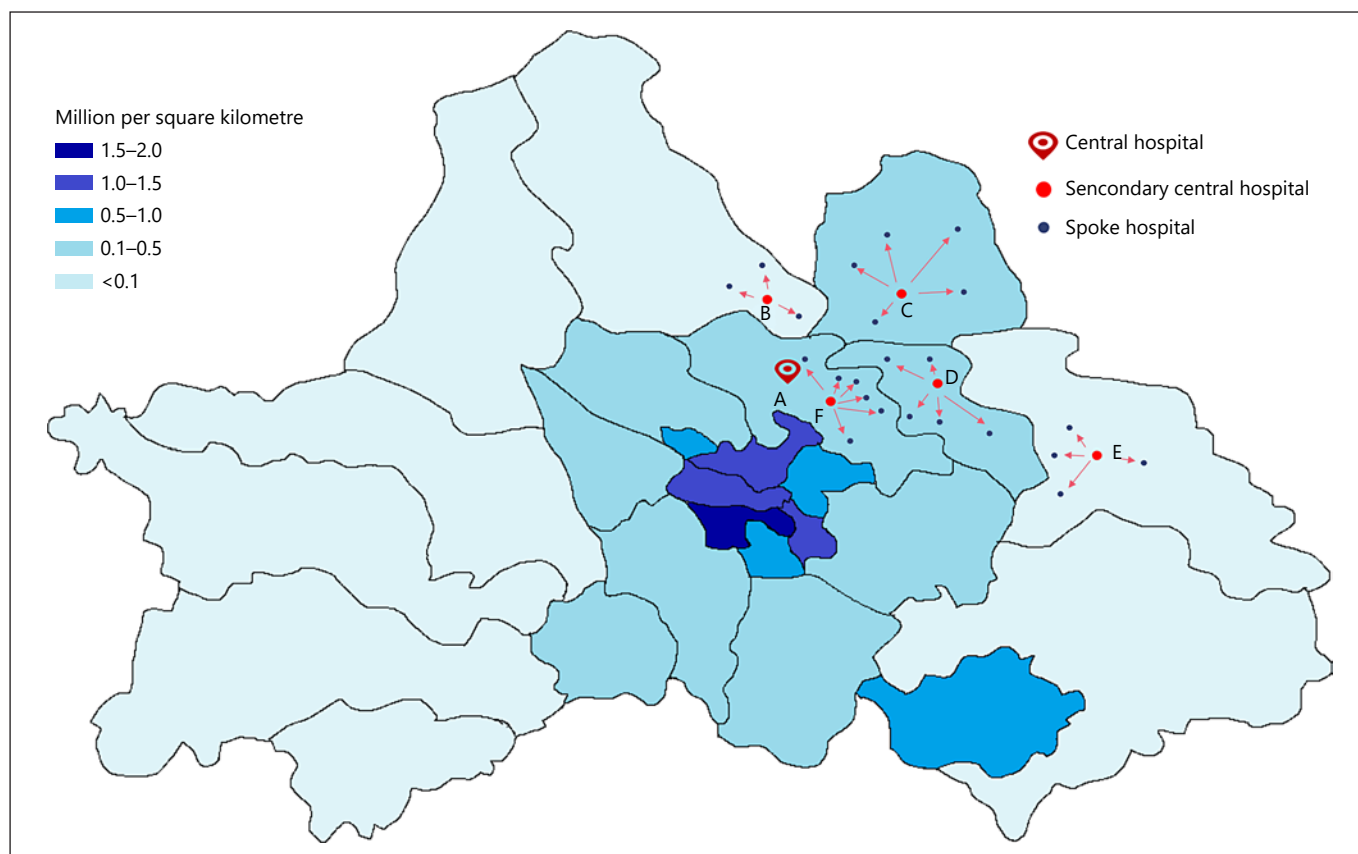 Million per square kilometre
1.5–2.0
1.0–1.5
0.5–1.0
0.1–0.5
<0.1
Central hospital
Sencondary central hospital
Spoke hospital
B
C
A
F
D
E